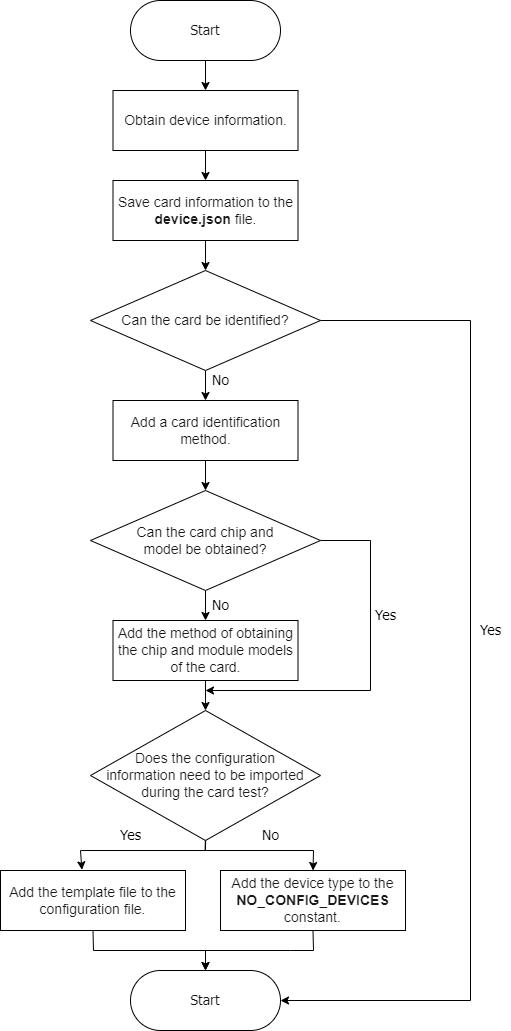 Start
Obtain device information.
Save card information to the
device.json file.
Can the card be identified?
No
Add a card identification
method.
Can the card chip and
model be obtained?
No
Yes
Yes
Add the method of obtaining
the chip and module models
of the card.
Does the configuration
information need to be imported
during the card test?
Yes
No
Add the template file to the
configuration file.
Add the device type to the
NO_CONFIG_DEVICES
constant.
Start